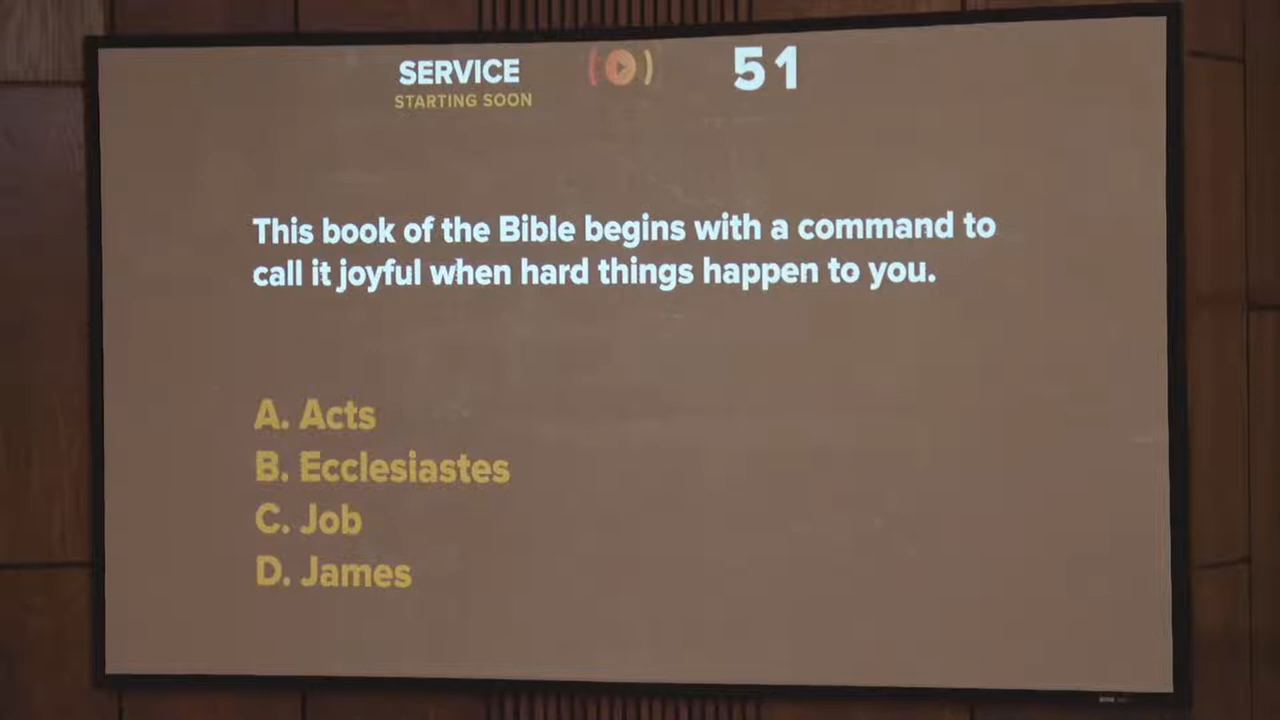 SERVICE
STARTING SOON
51
This book of the Bible begins with a command to
call it joyful when hard things happen to you.
A. Acts
B. Ecclesiastes
C. Job
D. James